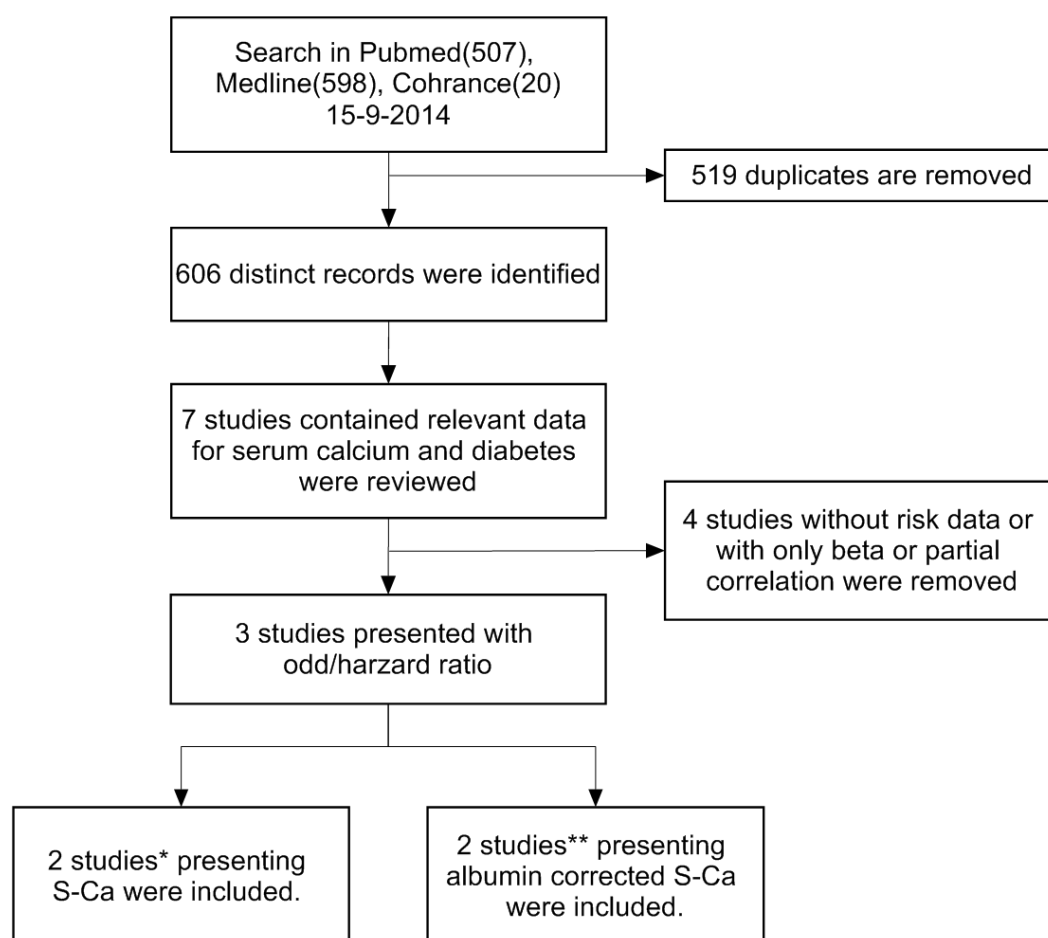 Search in Pubmed(507),
Medline(598), Cohrance(20)
15-9-2014
519 duplicates are removed
606 distinct records were identified
7 studies contained relevant data
for serum calcium and diabetes
were reviewed
4 studies without risk data or
with only beta or partial
correlation were removed
3 studies presented with
odd/harzard ratio
2 studies* presenting
S-Ca were included.
2 studies** presenting
albumin corrected S-Ca
were included.